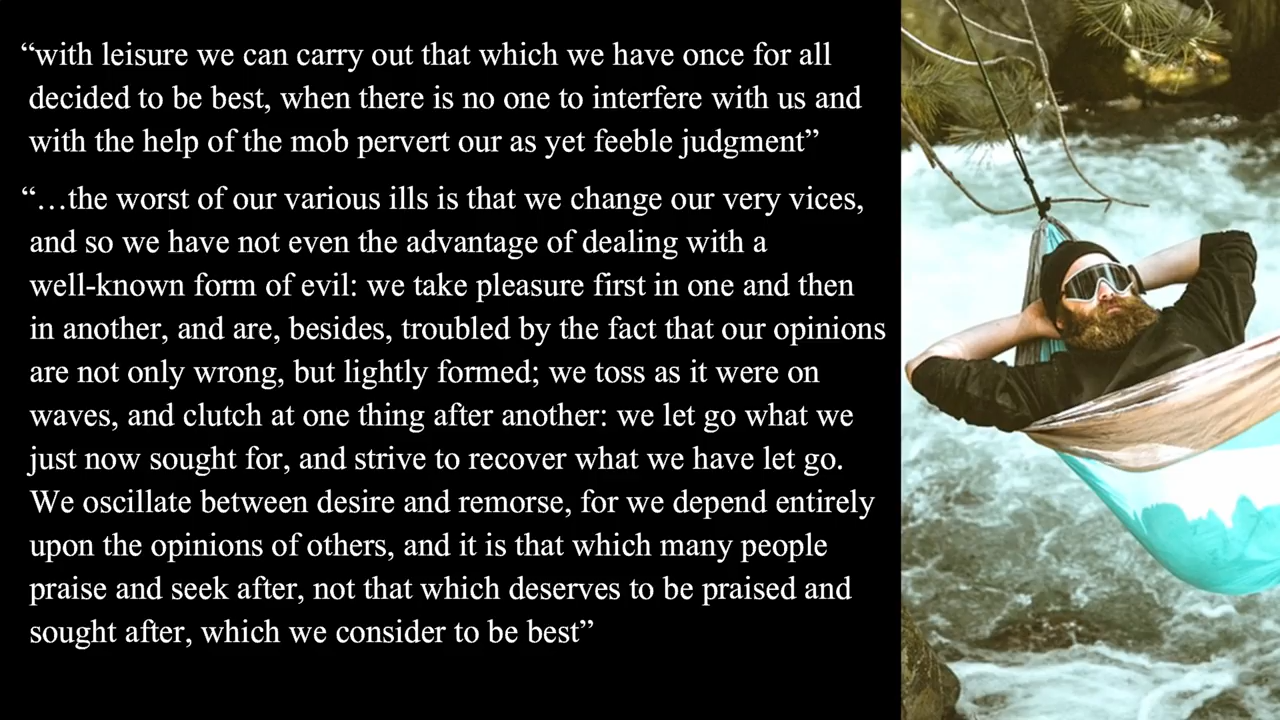 “with leisure we can carry out that which we have once for all
decided to be best, when there is no one to interfere with us and
with the help of the mob pervert our as yet feeble judgment”
“…the worst of our various ills is that we change our very vices,
and so we have not even the advantage of dealing with a
well-known form of evil: we take pleasure first in one and then
in another, and are, besides, troubled by the fact that our opinions
are not only wrong, but lightly formed; we toss as it were on
waves, and clutch at one thing after another: we let go what we
just now sought for, and strive to recover what we have let go.
We oscillate between desire and remorse, for we depend entirely
upon the opinions of others, and it is that which many people
praise and seek after, not that which deserves to be praised and
sought after, which we consider to be best”